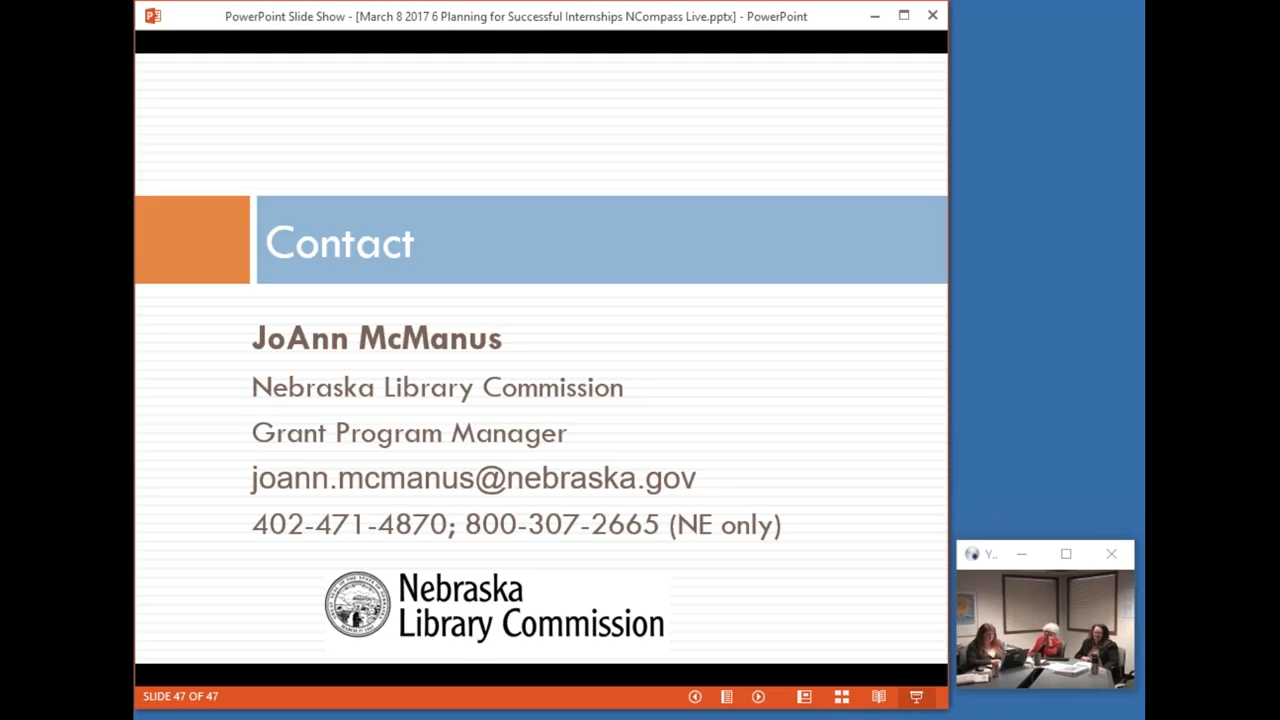 PowerPoint Slide Show - [March 8 2017 6 Planning for Successful Internships NCompass Live.pptx] - PowerPoint
Contact
JoAnn McManus
Nebraska Library Commission
Grant Program Manager
joann.mcmanus@nebraska.gov
402-471-4870; 800-307-2665 (NE only)
Nebraska
Library Commission
SLIDE 47 OF 47
Y..